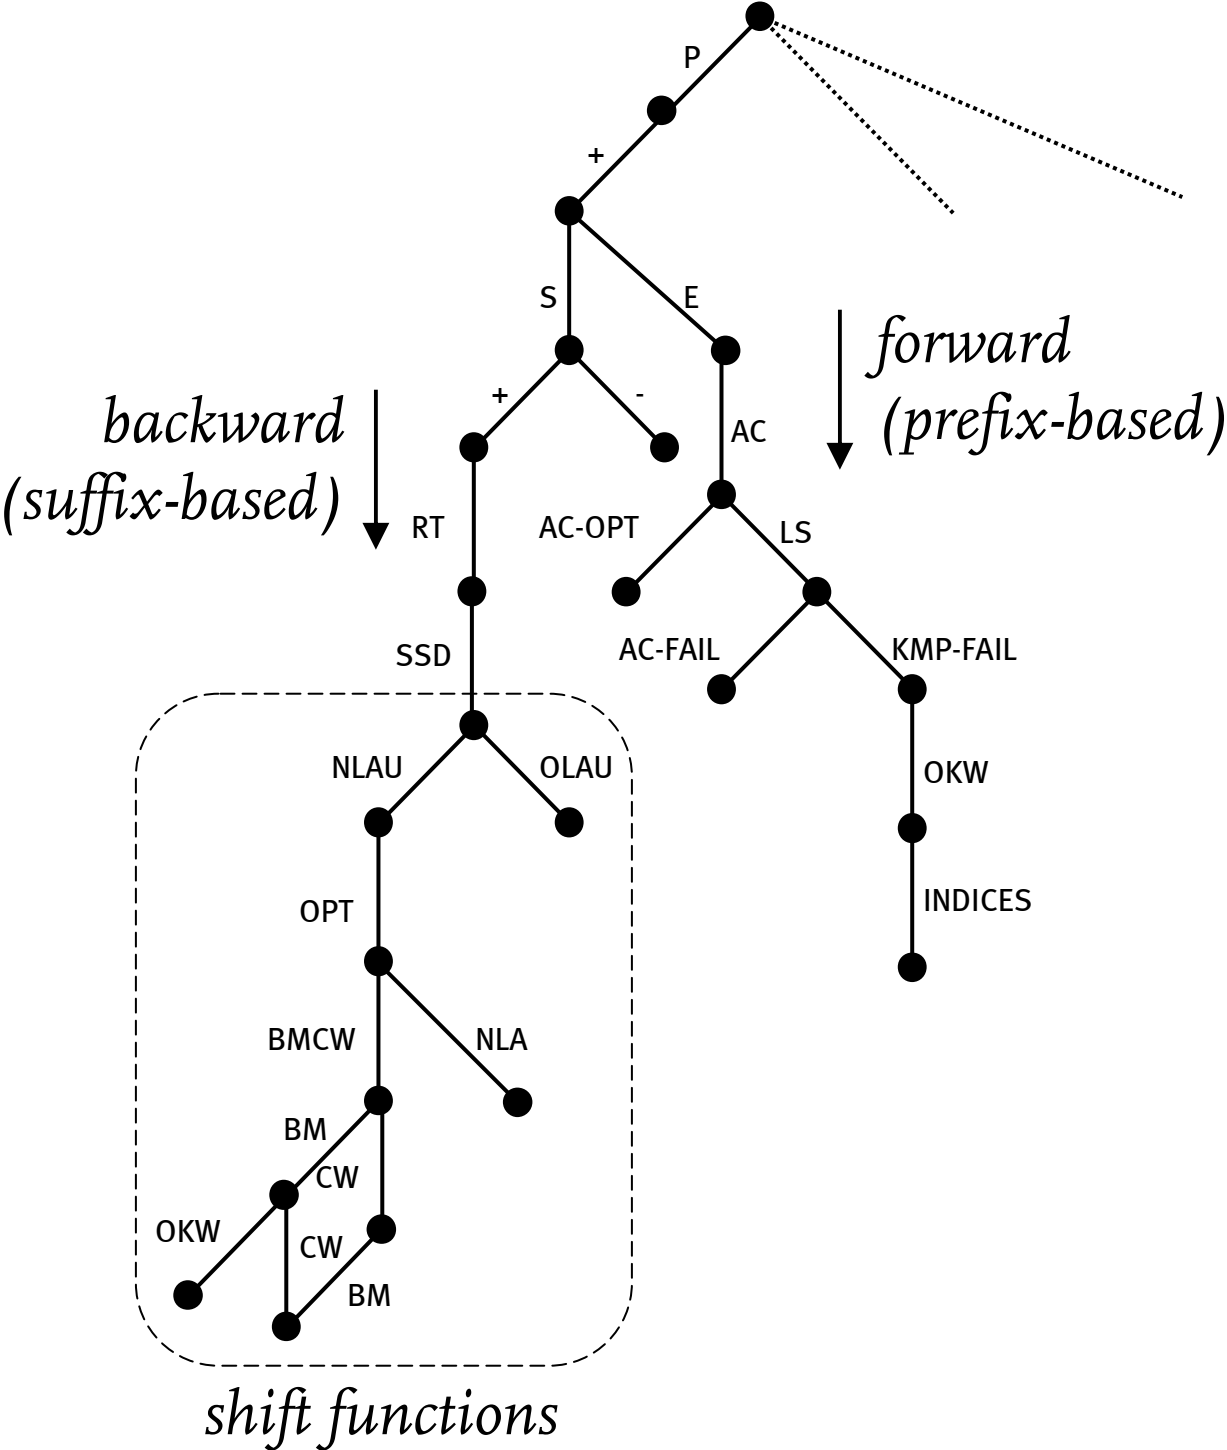 P
+
S
E
forward
(prefix-based)
backward
(suffix-based)
+
-
AC
RT
AC-OPT
LS
SSD
AC-FAIL
KMP-FAIL
NLAU
OLAU
OKW
OPT
INDICES
BMCW
NLA
BM
CW
OKW
CW
BM
shift functions